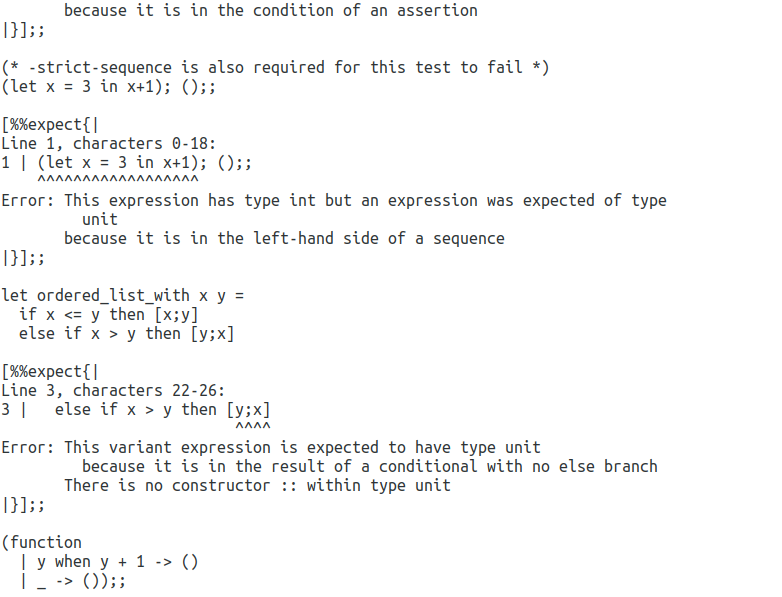 because it is in the condition of an assertion
|}];;

(* -strict-sequence is also required for this test to fail *)
(let x = 3 in x+1); ();;

[%%expect{|
Line 1, characters 0-18:
1 | (let x = 3 in x+1); ();;
    ^^^^^^^^^^^^^^^^^^
Error: This expression has type int but an expression was expected of type
         unit
       because it is in the left-hand side of a sequence
|}];;

let ordered_list_with x y =
  if x <= y then [x;y]
  else if x > y then [y;x]

[%%expect{|
Line 3, characters 22-26:
3 |   else if x > y then [y;x]
                          ^^^^
Error: This variant expression is expected to have type unit
         because it is in the result of a conditional with no else branch
       There is no constructor :: within type unit
|}];;

(function
  | y when y + 1 -> ()
  | _ -> ());;